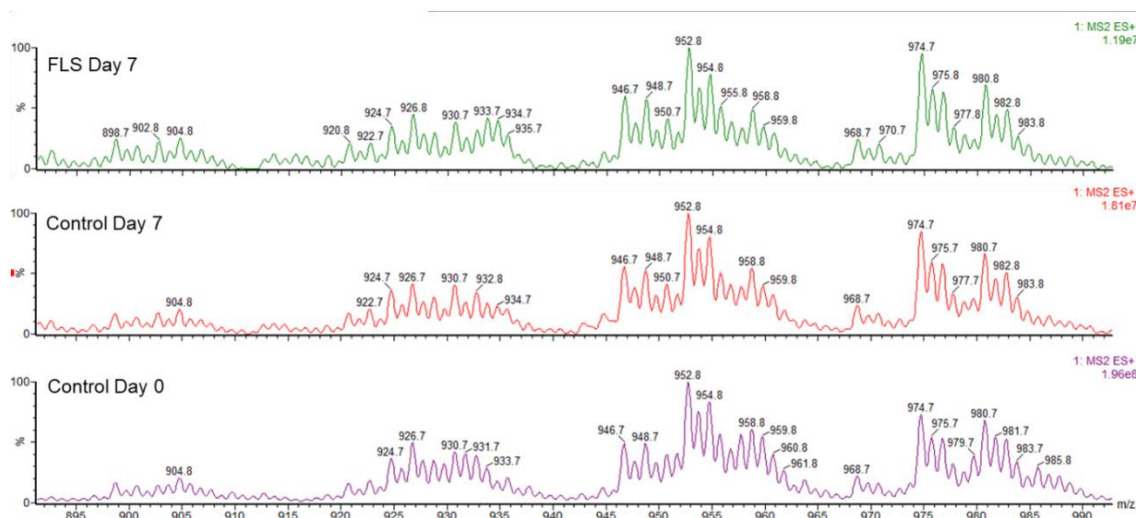 1: MS2 ES+
1.19e7
FLS Day 7
100
%
0
898.7 902.8 904.8 920.8 922.7 924.7 926.8 930.7 933.7 934.7 935.7 946.7 948.7 950.7 952.8 954.8 955.8 958.8 959.8 968.7 970.7 974.7 975.8 977.8 980.8 982.8 983.8
1: MS2 ES+
1.81e7
Control Day 7
100
%
0
904.8 922.7 924.7 926.7 930.7 932.8 934.7 946.7 948.7 950.7 952.8 954.8 958.8 959.8 968.7 974.7 975.7 977.7 980.7 982.8 983.8
1: MS2 ES+
Control Day 0
100
%
0
904.8 924.7 926.7 930.7 931.7 933.7 946.7 948.7 952.8 954.8 958.8 959.8 960.8 961.8 968.7 974.7 975.7 979.7 980.7 981.7 983.7 985.8
895 900 905 910 915 920 925 930 935 940 945 950 955 960 965 970 975 980 985 990 m/z